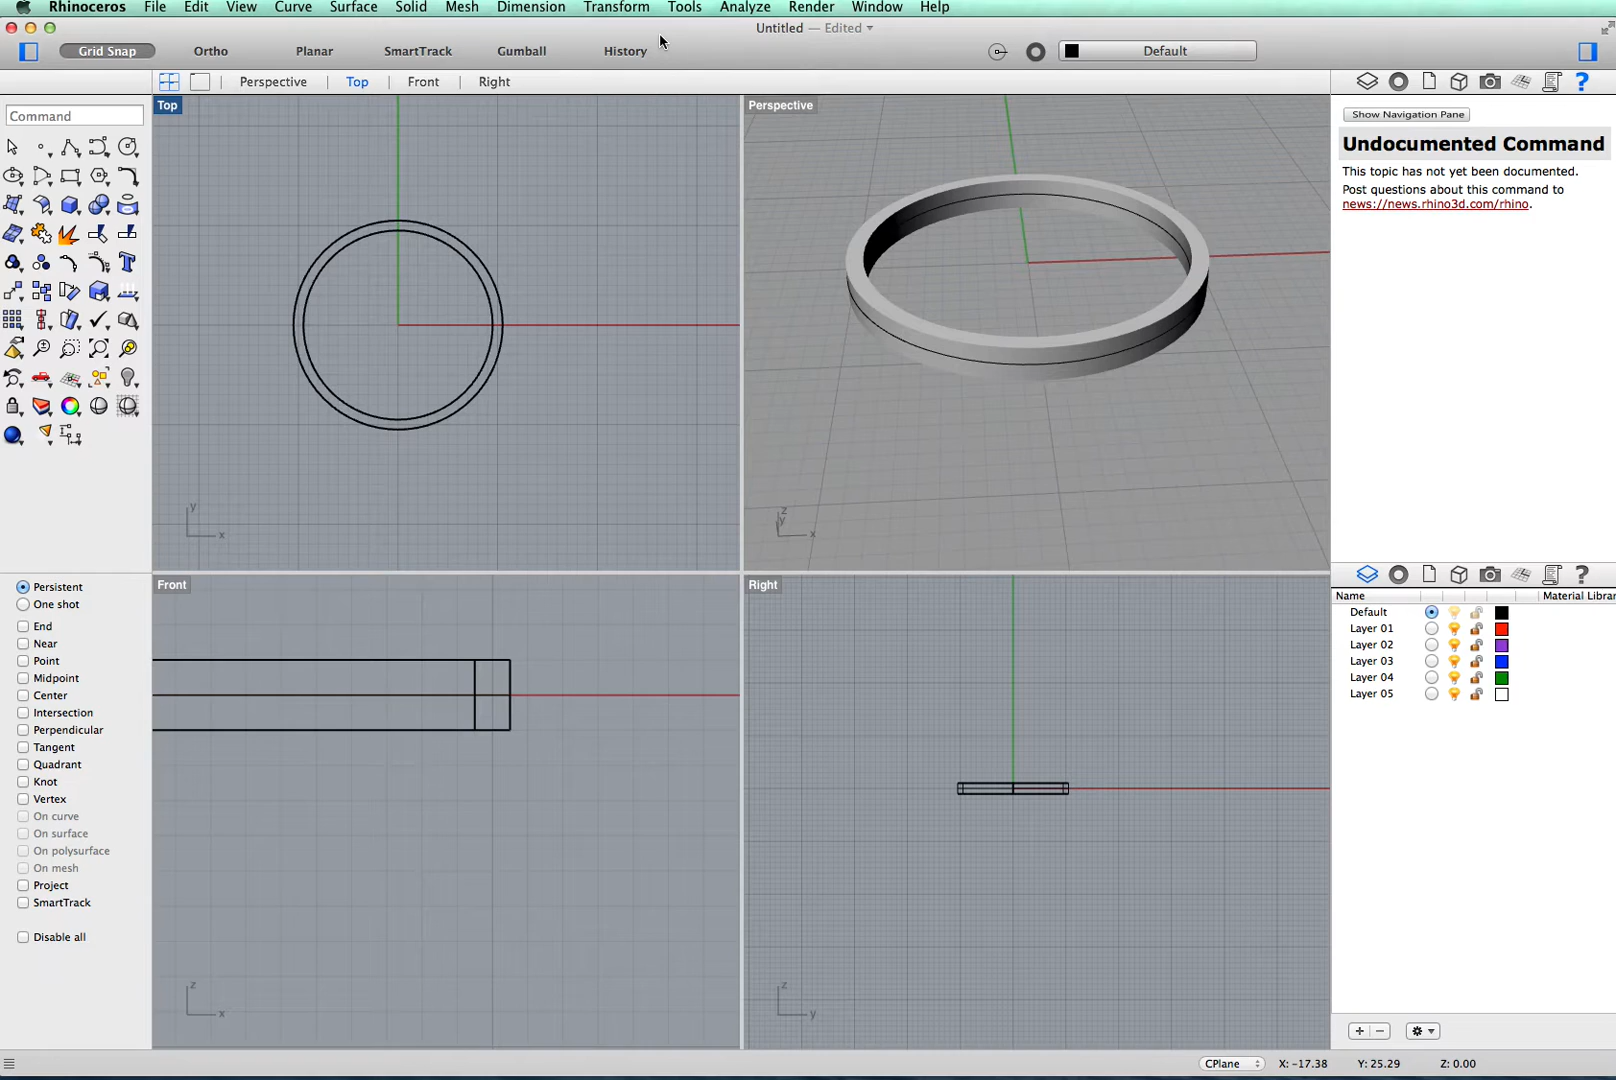 Rhinoceros File Edit View Curve Surface Solid Mesh Dimension Transform Tools Analyze Render Window Help
Untitled — Edited
Grid Snap Ortho Planar SmartTrack Gumball History Default
Perspective Top Front Right
Command
Top
y
x
Perspective
z
y
x
Front
z
x
Right
z
y
Show Navigation Pane
Undocumented Command
This topic has not yet been documented.
Post questions about this command to
news://news.rhino3d.com/rhino.
Persistent
One shot
End
Near
Point
Midpoint
Center
Intersection
Perpendicular
Tangent
Quadrant
Knot
Vertex
On curve
On surface
On polysurface
On mesh
Project
SmartTrack
Disable all
Name Material Librar
Default
Layer 01
Layer 02
Layer 03
Layer 04
Layer 05
CPlane X: -17.38 Y: 25.29 Z: 0.00